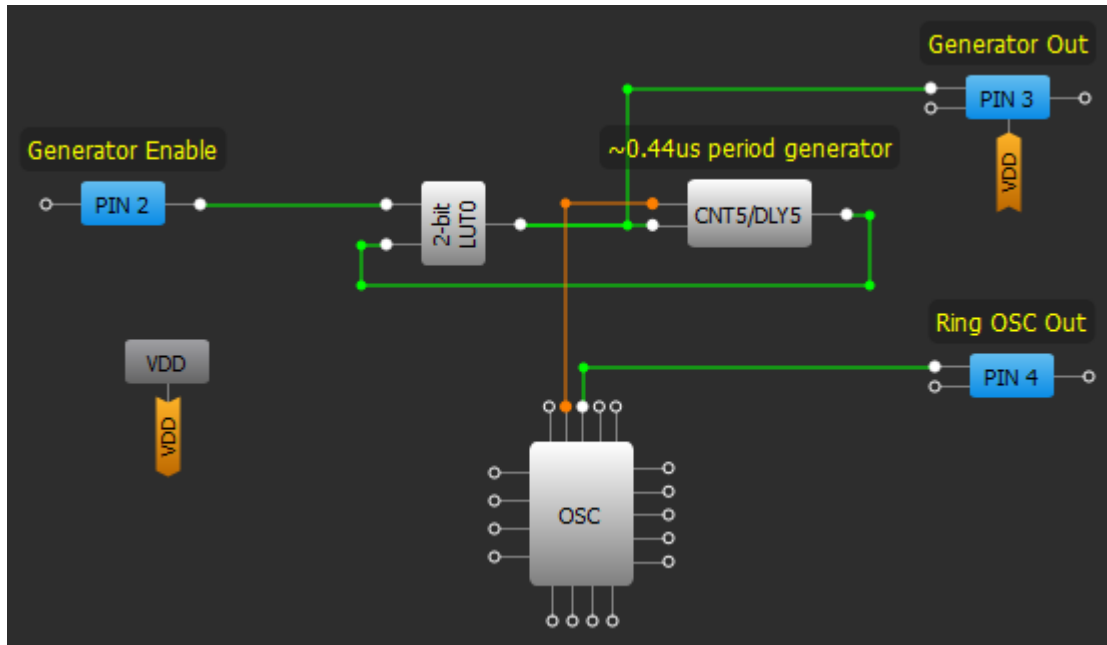 Generator Out
PIN 3
VDD
Generator Enable
PIN 2
2-bit
LUT0
~0.44us period generator
CNT5/DLY5
Ring OSC Out
PIN 4
VDD
VDD
OSC